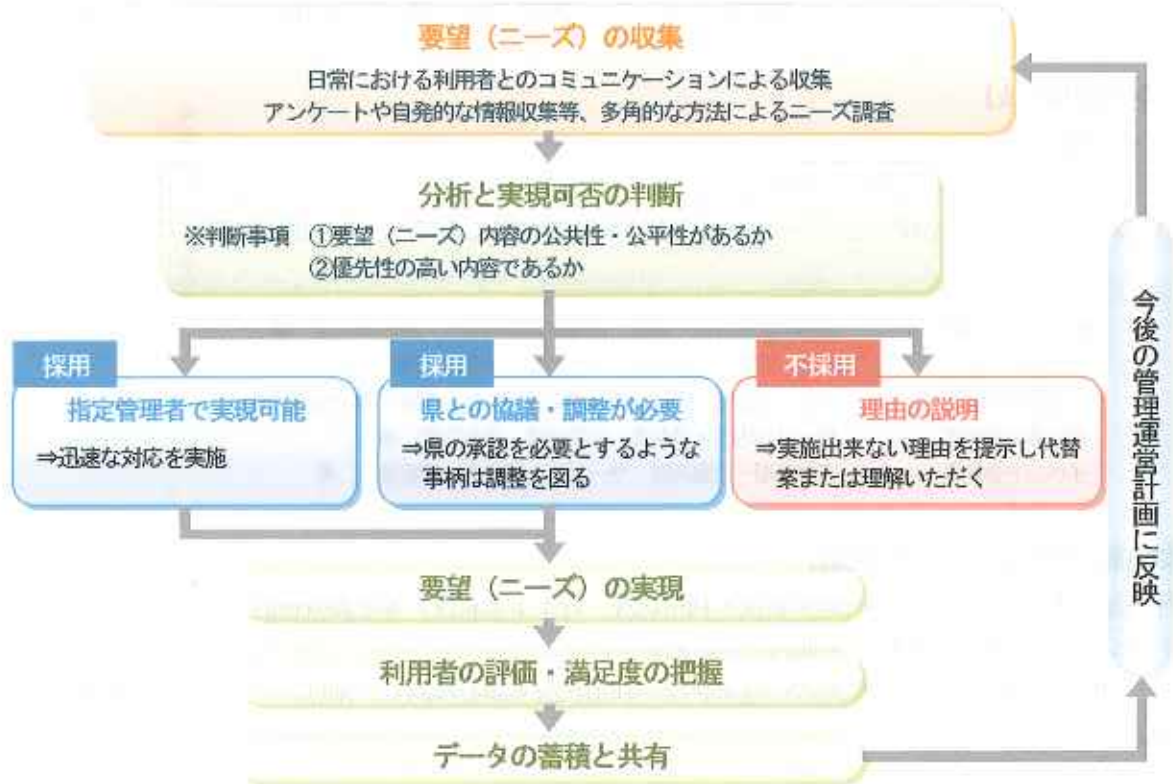 要望(ニーズ)の収集
日常における利用者とのコミュニケーションによる収集
アンケートや自発的な情報収集等、多角的な方法によるニーズ調査
分析と実現可否の判断
※判断事項 ①要望(ニーズ)内容の公共性・公平性があるか
②優先性の高い内容であるか
採用
指定管理者で実現可能
⇒迅速な対応を実施
採用
県との協議・調整が必要
⇒県の承認を必要とするような
事柄は調整を図る
不採用
理由の説明
⇒実施出来ない理由を提示し代替
案または理解いただく
要望(ニーズ)の実現
利用者の評価・満足度の把握
データの蓄積と共有
今後の管理運営計画に反映